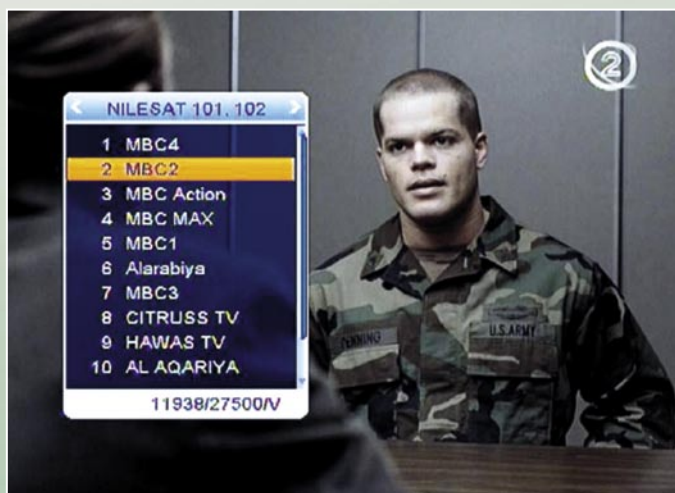 NILESAT 101, 102
1 MBC4
2 MBC2
3 MBC Action
4 MBC MAX
5 MBC1
6 Alarabiya
7 MBC3
8 CITRUSS TV
9 HAWAS TV
10 AL AQARIYA
11938/27500/V
2
U.S. ARMY